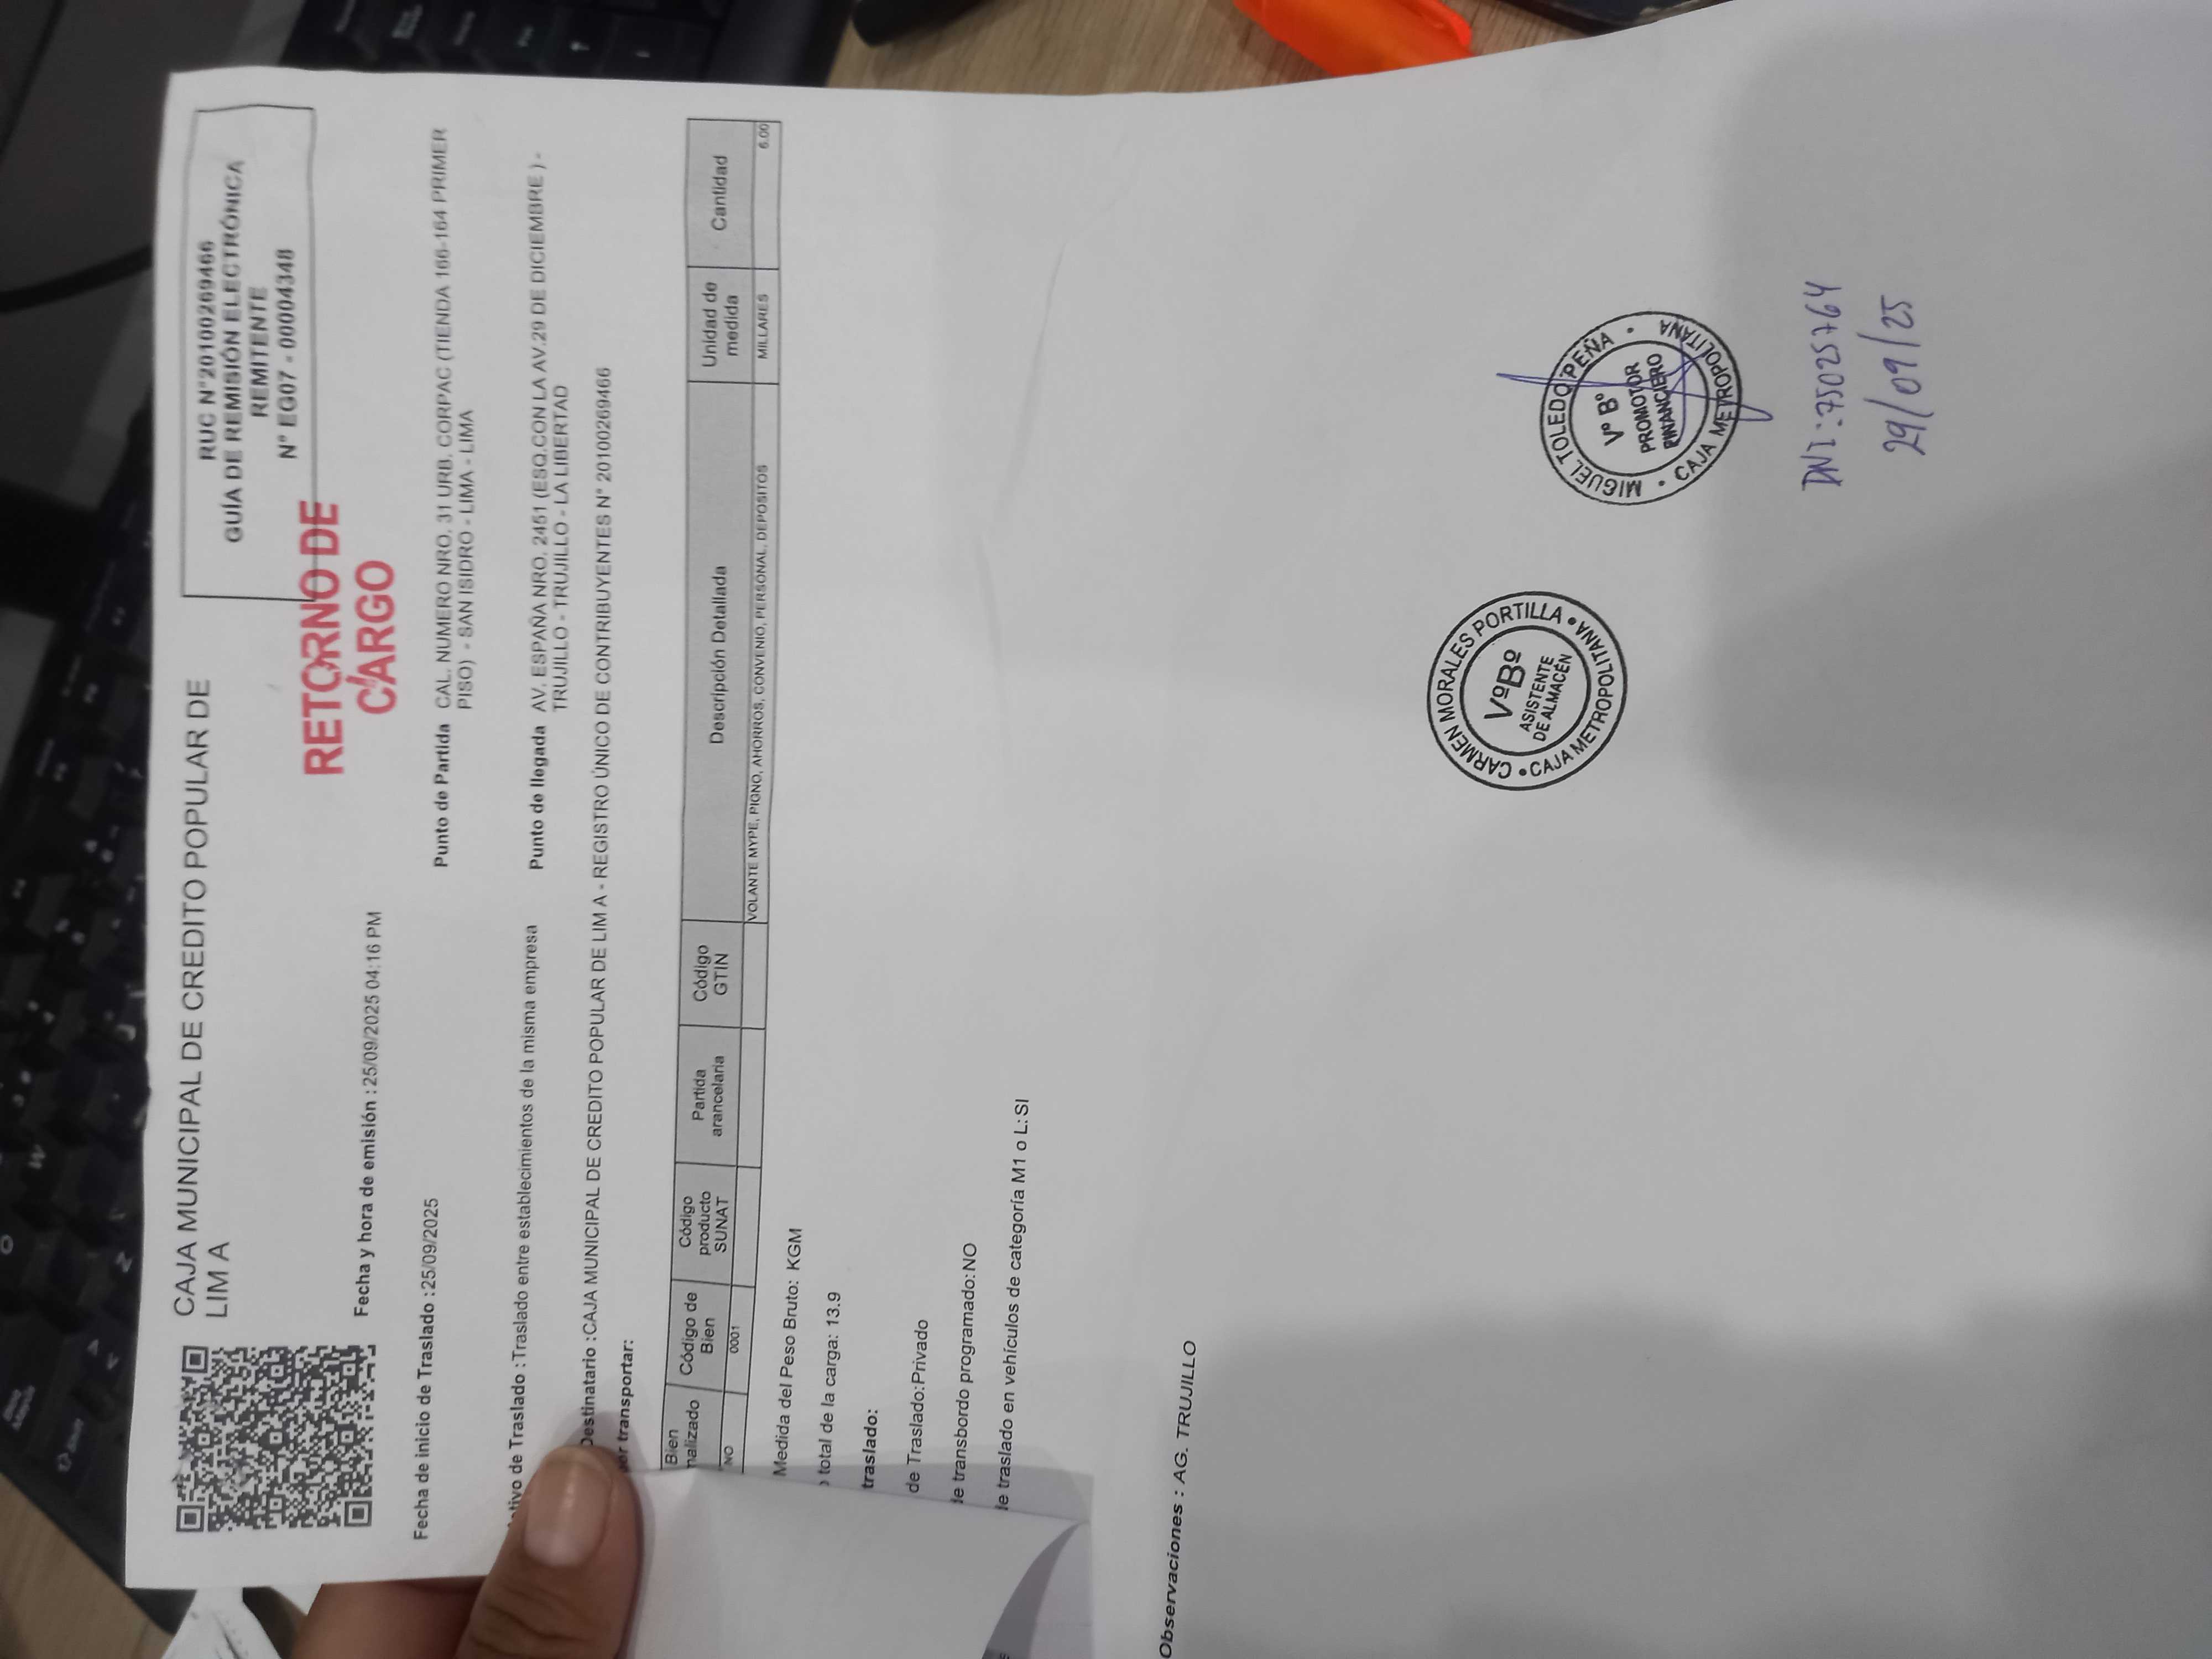 CAJA MUNICIPAL DE CREDITO POPULAR DE
LIM A
RUC N°20100269466
GUÍA DE REMISIÓN ELECTRÓNICA
REMITENTE
N° EG07 - 00004348
RETORNO DE
CARGO
Fecha y hora de emisión : 25/09/2025 04:16 PM
Fecha de inicio de Traslado : 25/09/2025
Punto de Partida CAL. NUMERO NRO. 31 URB. CORPAC (TIENDA 166-164 PRIMER
PISO) - SAN ISIDRO - LIMA - LIMA
tivo de Traslado : Traslado entre establecimientos de la misma empresa
Punto de llegada AV. ESPAÑA NRO. 2451 (ESQ.CON LA AV.29 DE DICIEMBRE ) -
TRUJILLO - TRUJILLO - LA LIBERTAD
Destinatario : CAJA MUNICIPAL DE CREDITO POPULAR DE LIM A - REGISTRO ÚNICO DE CONTRIBUYENTES N° 20100269466
por transportar:
Bien nalizado Código de Bien Código producto SUNAT Partida arancelaria Código GTIN Descripción Detallada Unidad de medida Cantidad
NO 0001 VOLANTE MYPE, PIGNO, AHORROS, CONVENIO, PERSONAL, DEPOSITOS MILLARES 6.00
Medida del Peso Bruto: KGM
total de la carga: 13.9
traslado:
de Traslado:Privado
de transbordo programado:NO
de traslado en vehículos de categoría M1 o L:SI
Observaciones : AG. TRUJILLO
CARMEN MORALES PORTILLA
VºBº
ASISTENTE
DE ALMACÉN
CAJA METROPOLITANA
MIGUEL TOLEDO PEÑA
Vº Bº
PROMOTOR
FINANCIERO
CAJA METROPOLITANA
DNI: 75025764
29/09/25